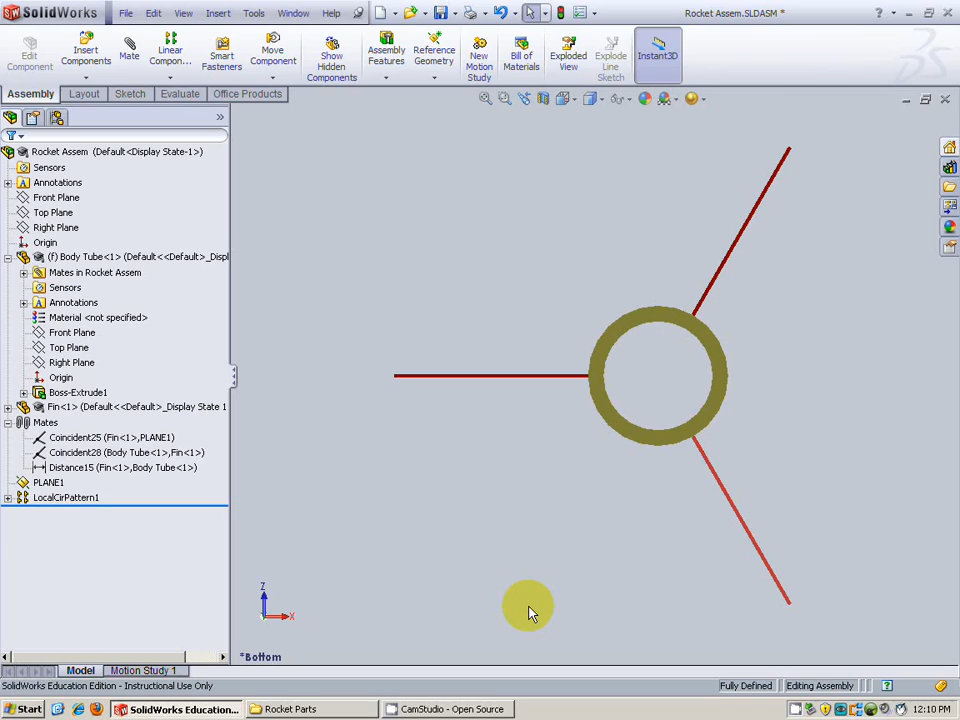 SolidWorks File Edit View Insert Tools Window Help Rocket Assem.SLDASM * ?
Edit Component
Insert Components
Mate
Linear Compon...
Smart Fasteners
Move Component
Show Hidden Components
Assembly Features
Reference Geometry
New Motion Study
Bill of Materials
Exploded View
Explode Line Sketch
Instant3D
Assembly Layout Sketch Evaluate Office Products
Rocket Assem (Default<Display State-1>)
Sensors
Annotations
Front Plane
Top Plane
Right Plane
Origin
(f) Body Tube<1> (Default<<Default>_Displ
Mates in Rocket Assem
Sensors
Annotations
Material <not specified>
Front Plane
Top Plane
Right Plane
Origin
Boss-Extrude1
Fin<1> (Default<<Default>_Display State 1
Mates
Coincident25 (Fin<1>,PLANE1)
Coincident28 (Body Tube<1>,Fin<1>)
Distance15 (Fin<1>,Body Tube<1>)
PLANE1
LocalCirPattern1
Z
X
*Bottom
Model Motion Study 1
SolidWorks Education Edition - Instructional Use Only Fully Defined Editing Assembly ?
Start SolidWorks Education... Rocket Parts CamStudio - Open Source 12:10 PM